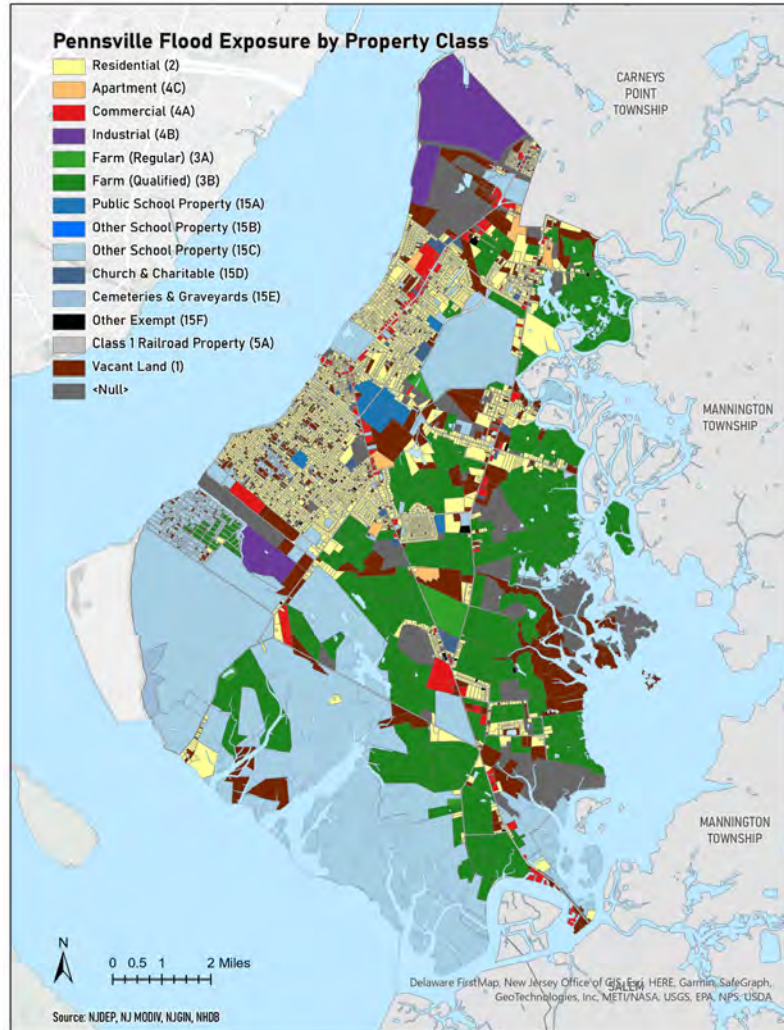 Pennsville Flood Exposure by Property Class
Residential (2)
Apartment (4C)
Commercial (4A)
Industrial (4B)
Farm (Regular) (3A)
Farm (Qualified) (3B)
Public School Property (15A)
Other School Property (15B)
Other School Property (15C)
Church & Charitable (15D)
Cemeteries & Graveyards (15E)
Other Exempt (15F)
Class 1 Railroad Property (5A)
Vacant Land (1)
<Null>
CARNEYS
POINT
TOWNSHIP
MANNINGTON
TOWNSHIP
MANNINGTON
TOWNSHIP
N
0 0.5 1 2 Miles
SALEM
Delaware FirstMap, New Jersey Office of GIS, Esri, HERE, Garmin, SafeGraph,
GeoTechnologies, Inc, METI/NASA, USGS, EPA, NPS, USDA
Source: NJDEP, NJ MODIV, NJGIN, NHDB